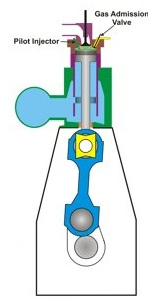 Gas Admission
Valve
Pilot Injector